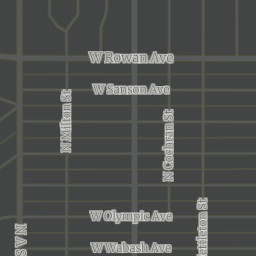 W Rowan Ave
W Sanson Ave
N Milton St
N Cochran St
W Olympic Ave
W Wabash Ave